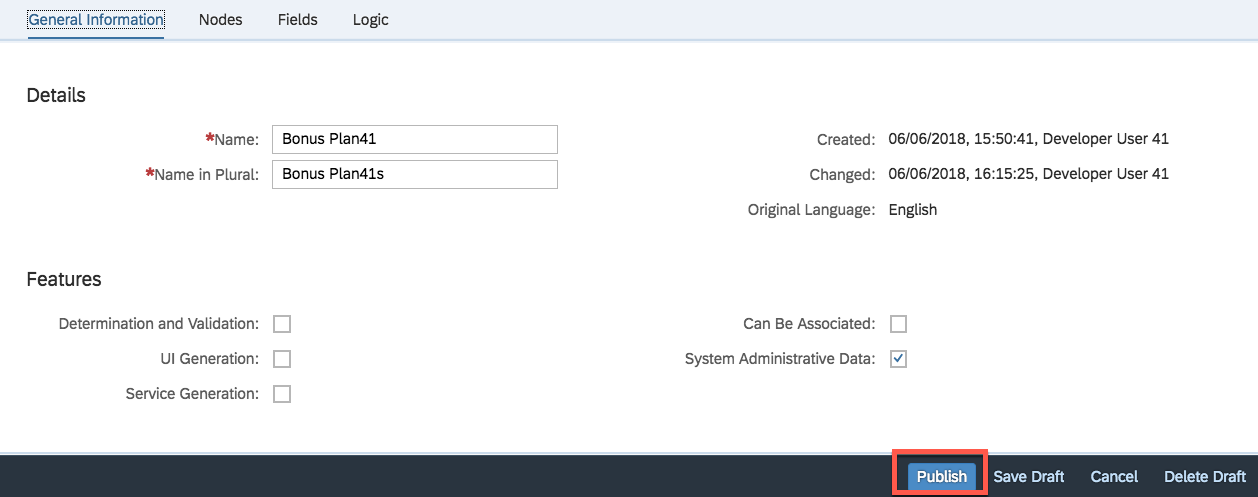 General Information Nodes Fields Logic
Details
*Name: Bonus Plan41 Created: 06/06/2018, 15:50:41, Developer User 41
*Name in Plural: Bonus Plan41s Changed: 06/06/2018, 16:15:25, Developer User 41
Original Language: English
Features
Determination and Validation: Can Be Associated:
UI Generation: System Administrative Data:
Service Generation:
Publish Save Draft Cancel Delete Draft